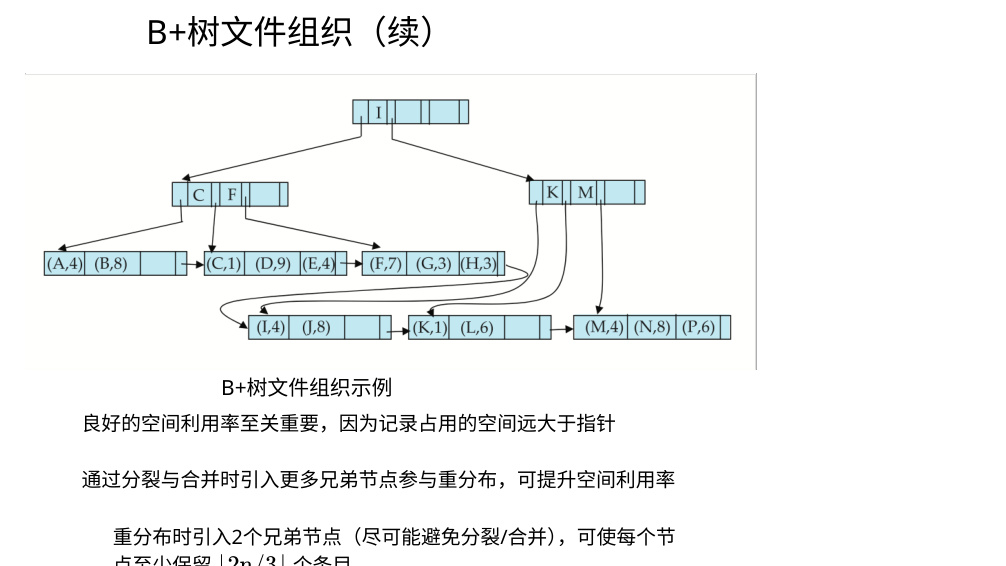 B+树文件组织（续）
I
C F
K M
(A,4) (B,8)
(C,1) (D,9) (E,4)
(F,7) (G,3) (H,3)
(I,4) (J,8)
(K,1) (L,6)
(M,4) (N,8) (P,6)
B+树文件组织示例
良好的空间利用率至关重要，因为记录占用的空间远大于指针
通过分裂与合并时引入更多兄弟节点参与重分布，可提升空间利用率
重分布时引入2个兄弟节点（尽可能避免分裂/合并），可使每个节
点至少保留 ⌊2n/3⌋ 个条目